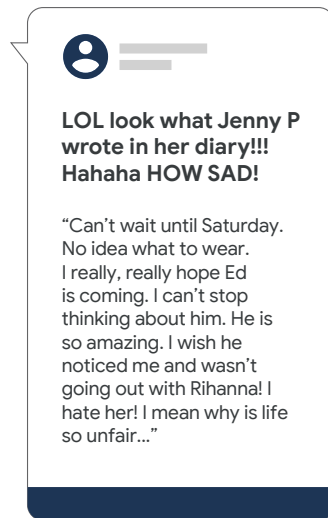 LOL look what Jenny P
wrote in her diary!!!
Hahaha HOW SAD!
“Can’t wait until Saturday.
No idea what to wear.
I really, really hope Ed
is coming. I can’t stop
thinking about him. He is
so amazing. I wish he
noticed me and wasn’t
going out with Rihanna! I
hate her! I mean why is life
so unfair...”